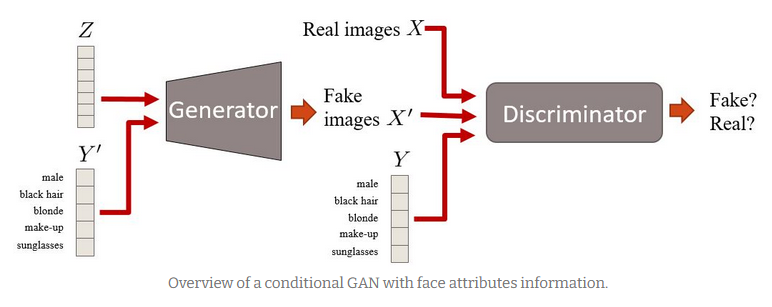 Z
Y'
male
black hair
blonde
make-up
sunglasses
Generator
Fake
images X'
Real images X
Y
male
black hair
blonde
make-up
sunglasses
Discriminator
Fake?
Real?
Overview of a conditional GAN with face attributes information.